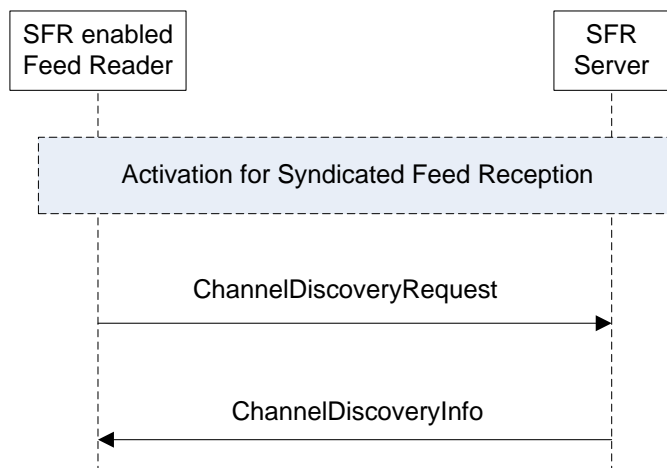 SFR enabled
Feed Reader
SFR
Server
Activation for Syndicated Feed Reception
ChannelDiscoveryRequest
ChannelDiscoveryInfo